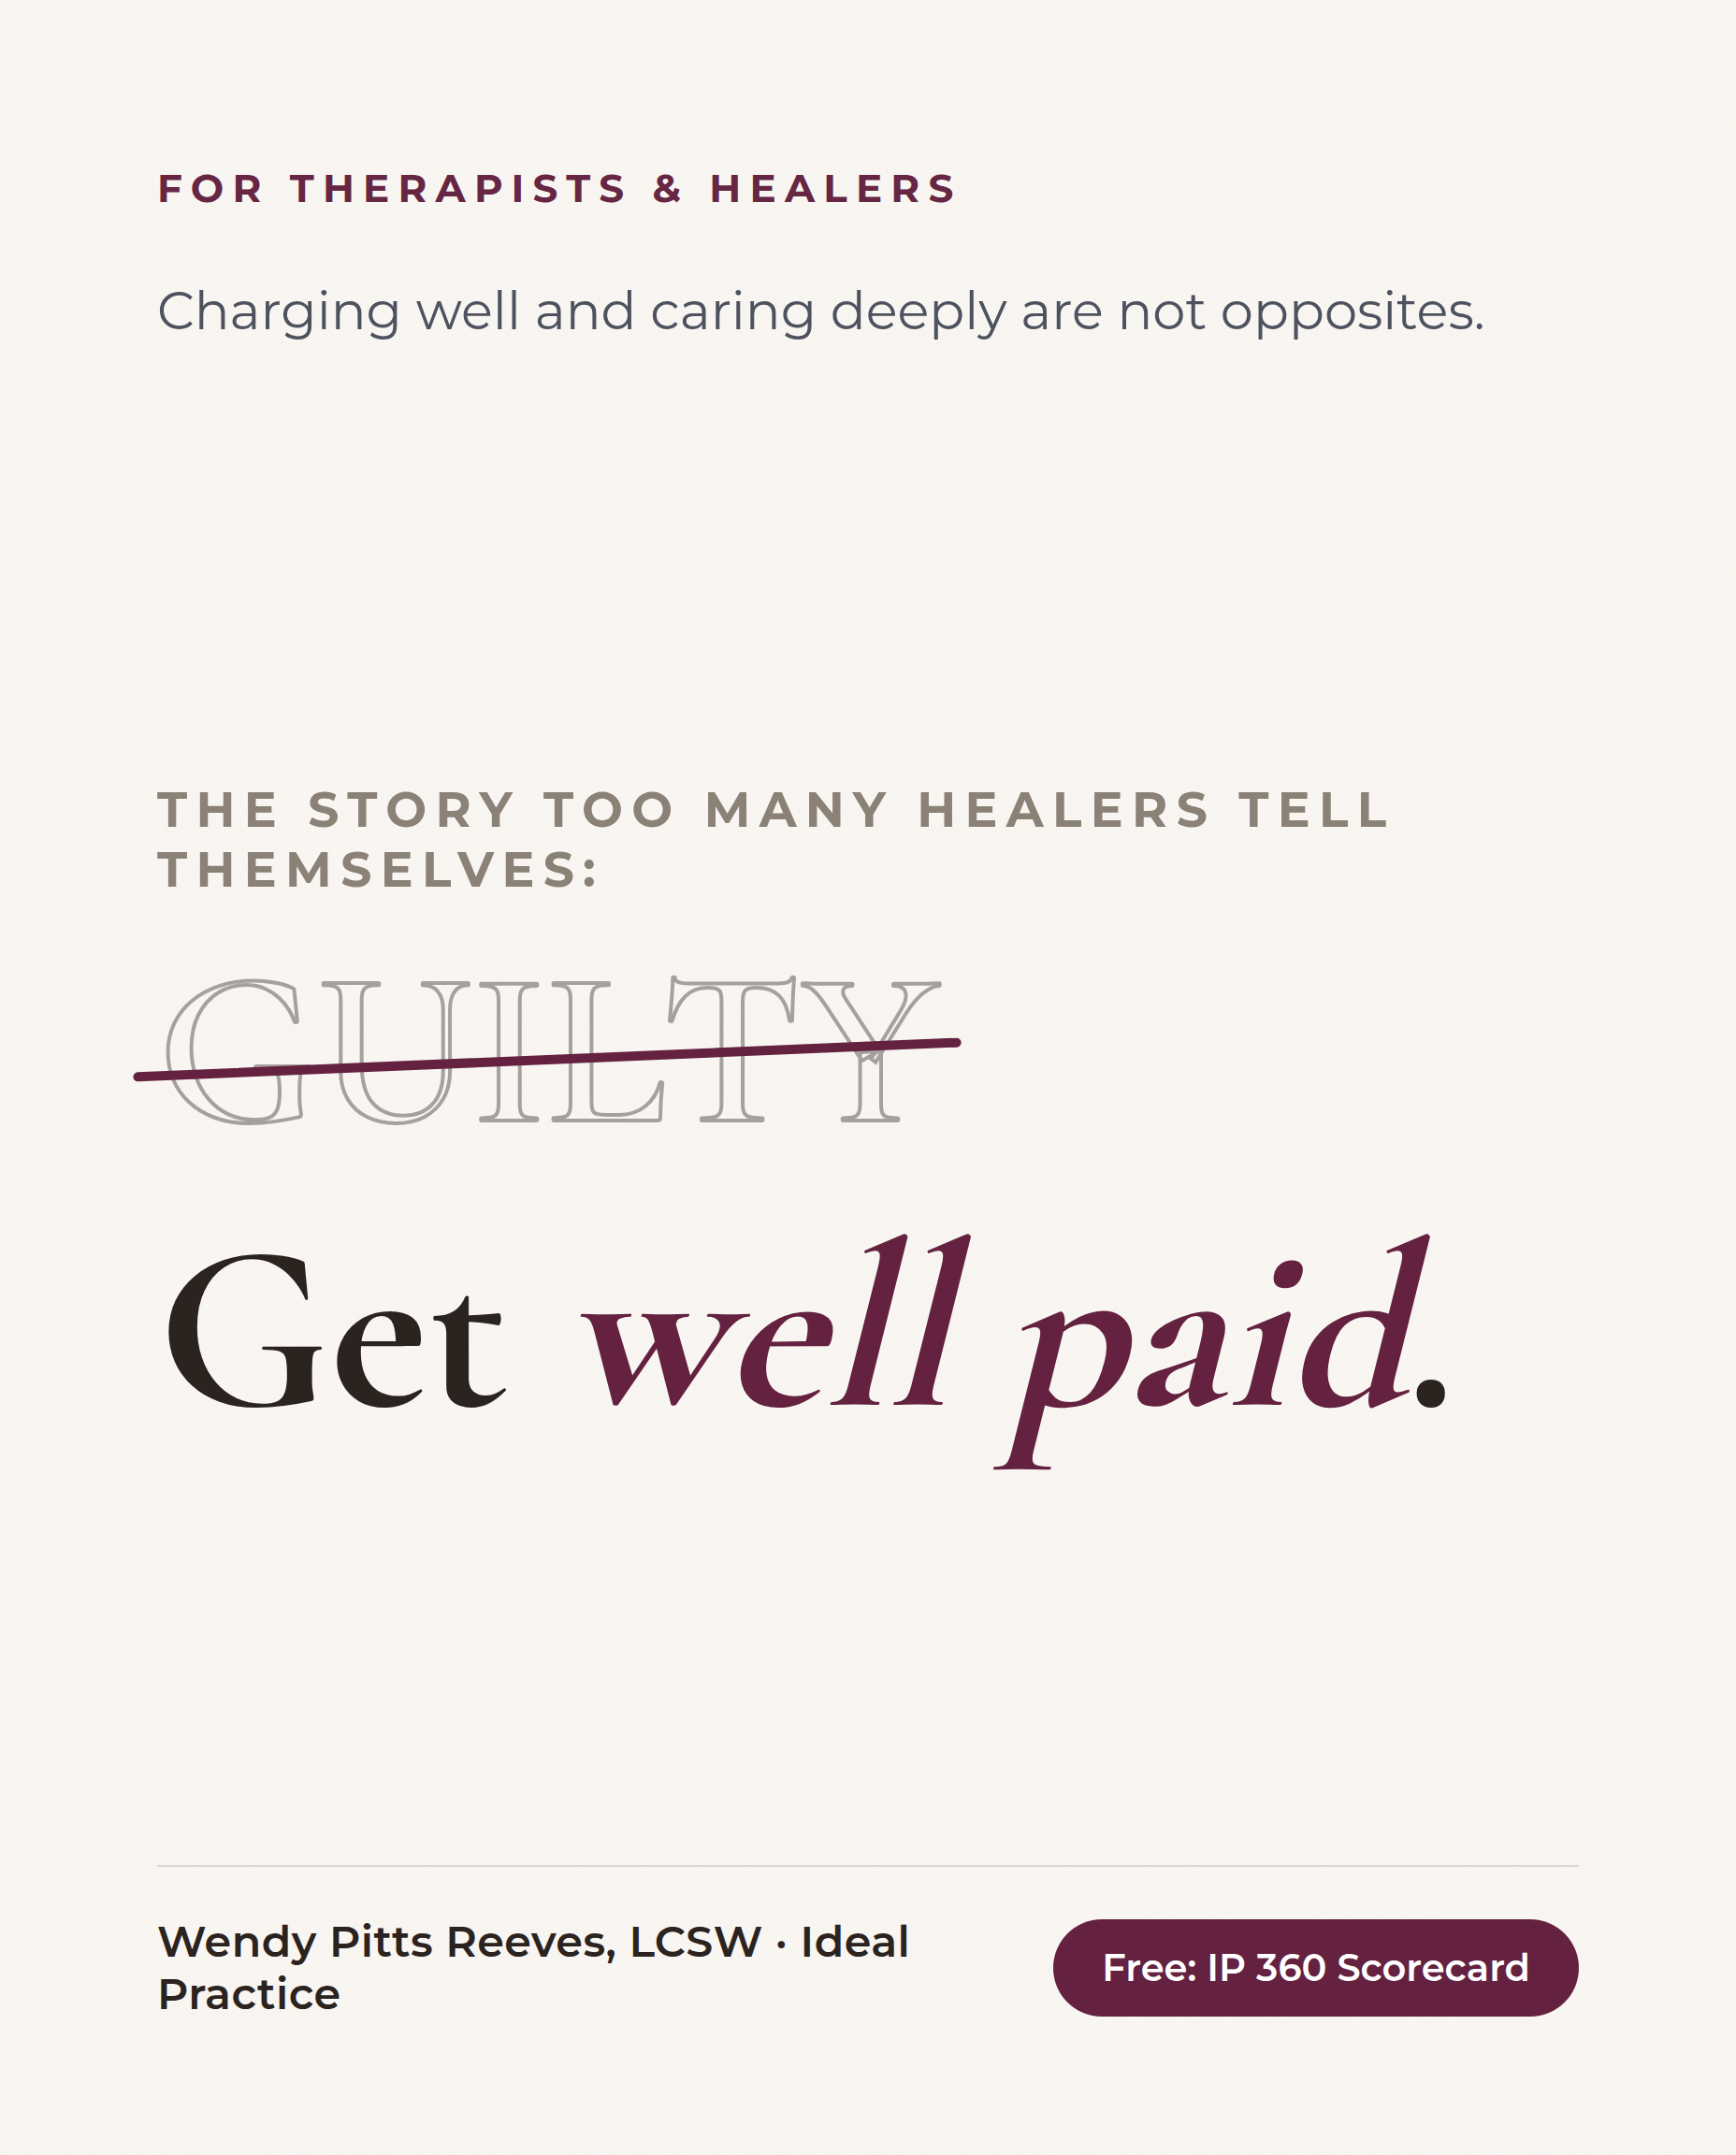 FOR THERAPISTS & HEALERS
Charging well and caring deeply are not opposites.
THE STORY TOO MANY HEALERS TELL
THEMSELVES:
GUILTY
Get well paid.
Wendy Pitts Reeves, LCSW · Ideal
Practice
Free: IP 360 Scorecard